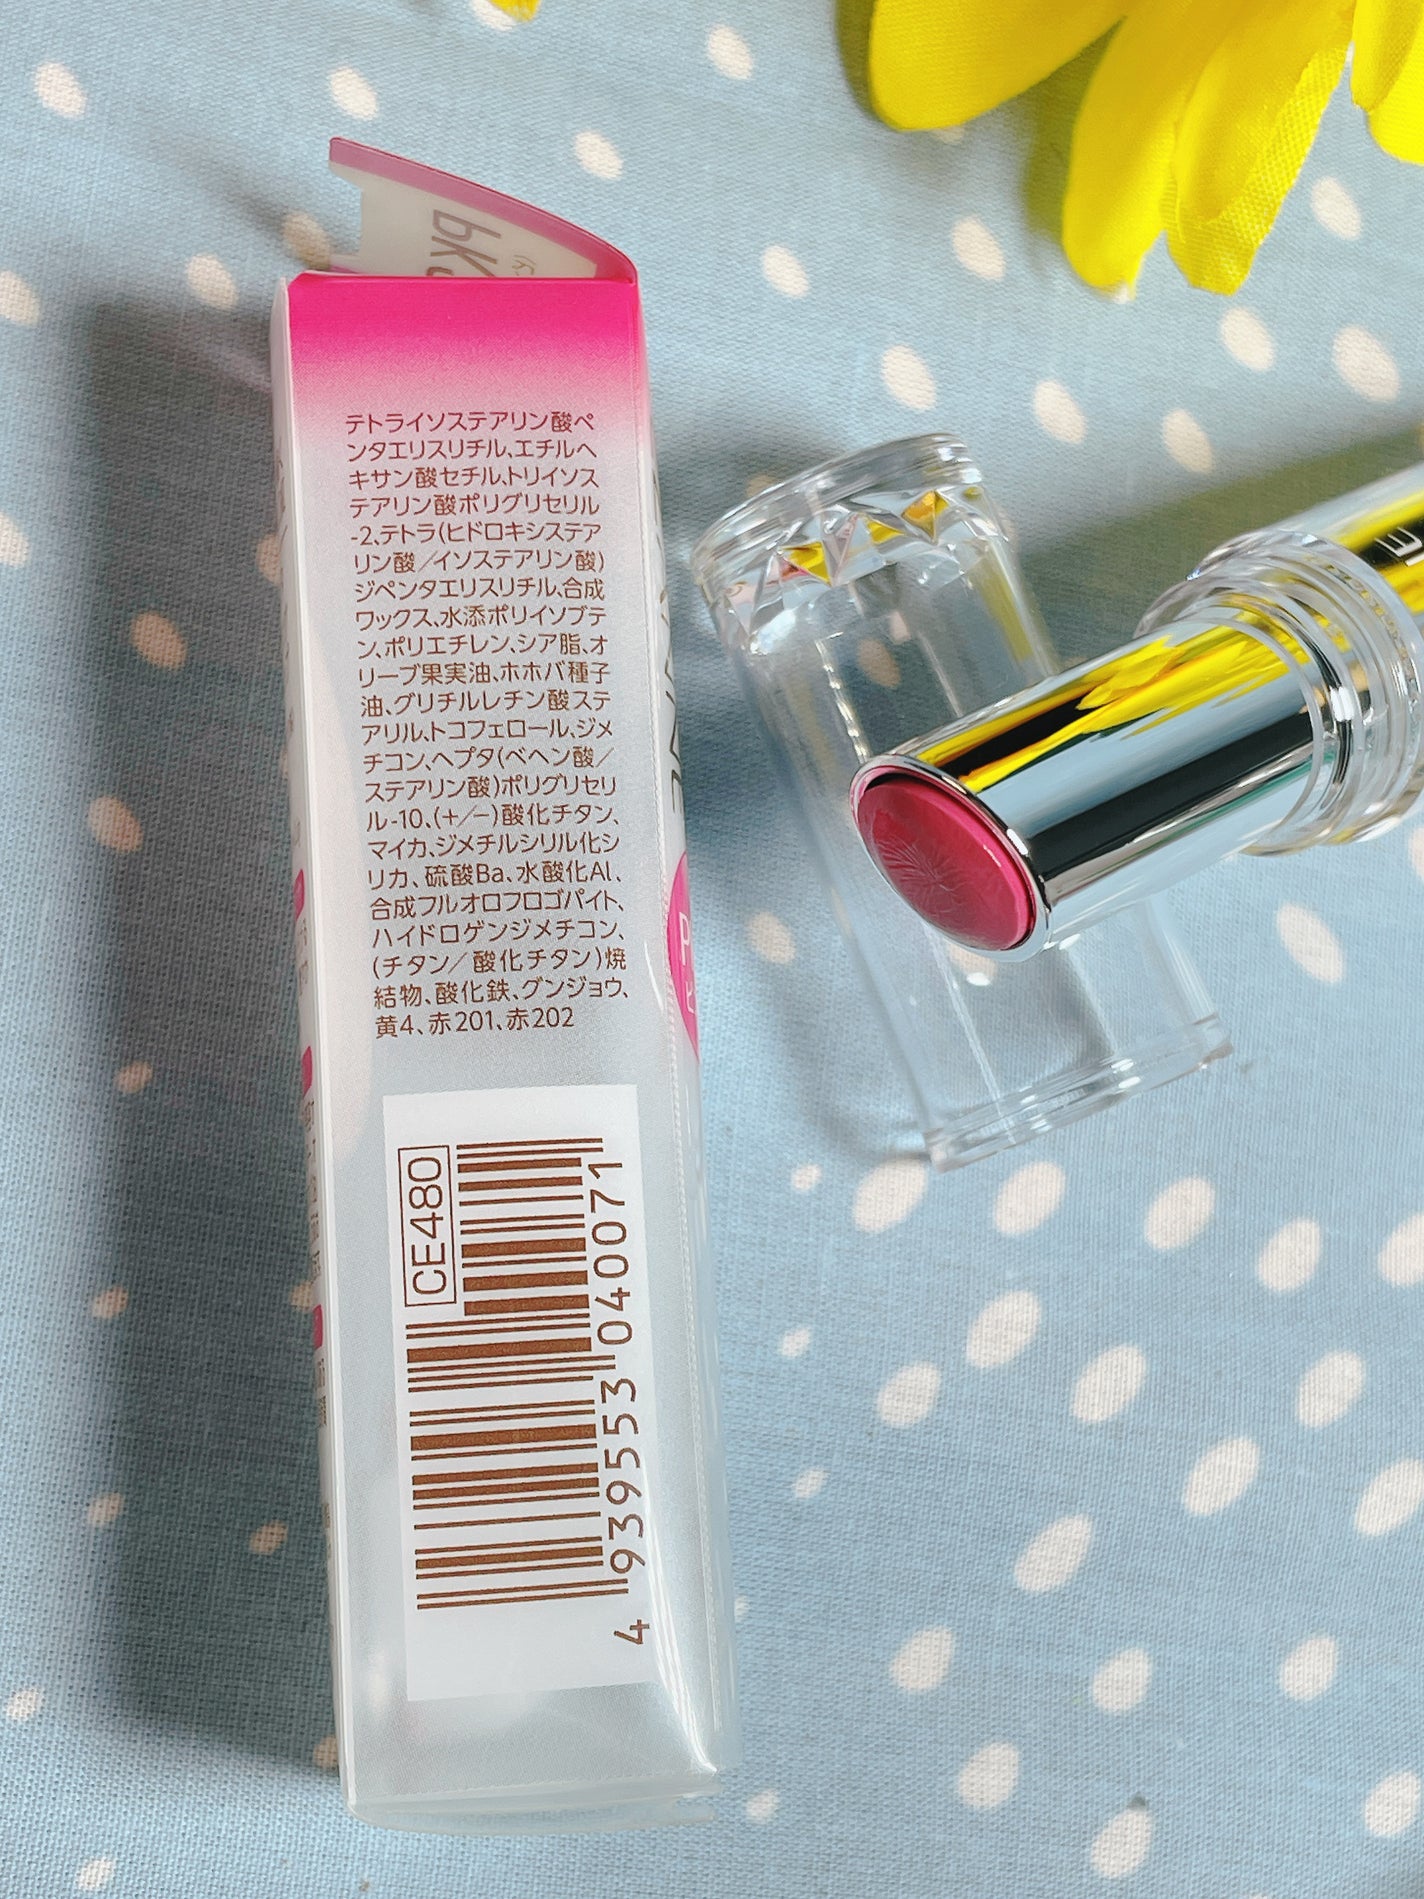 テトライソステアリン酸ペ
ンタエリスリチル、エチルヘ
キサン酸セチル、トリイソス
テアリン酸ポリグリセリル
-2、テトラ(ヒドロキシステア
リン酸／イソステアリン酸)
ジペンタエリスリチル、合成
ワックス、水添ポリイソブテ
ン、ポリエチレン、シア脂、オ
リーブ果実油、ホホバ種子
油、グリチルレチン酸ステ
アリル、トコフェロール、ジメ
チコン、ヘプタ(ベヘン酸／
ステアリン酸)ポリグリセリ
ル-10、(+/−)酸化チタン、
マイカ、ジメチルシリル化シ
リカ、硫酸Ba、水酸化Al、
合成フルオロフロゴパイト、
ハイドロゲンジメチコン、
(チタン／酸化チタン)焼
結物、酸化鉄、グンジョウ、
黄4、赤201、赤202
CE480
4 939553 040071